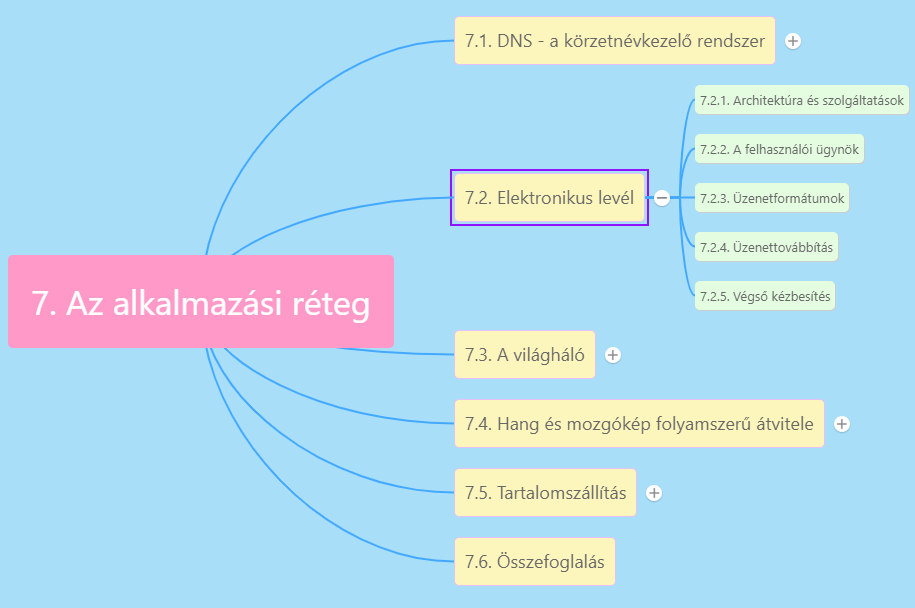 7. Az alkalmazási réteg
7.1. DNS - a körzetnévkezelő rendszer
7.2. Elektronikus levél
7.2.1. Architektúra és szolgáltatások
7.2.2. A felhasználói ügynök
7.2.3. Üzenetformátumok
7.2.4. Üzenettovábbítás
7.2.5. Végső kézbesítés
7.3. A világháló
7.4. Hang és mozgókép folyamszerű átvitele
7.5. Tartalomszállítás
7.6. Összefoglalás